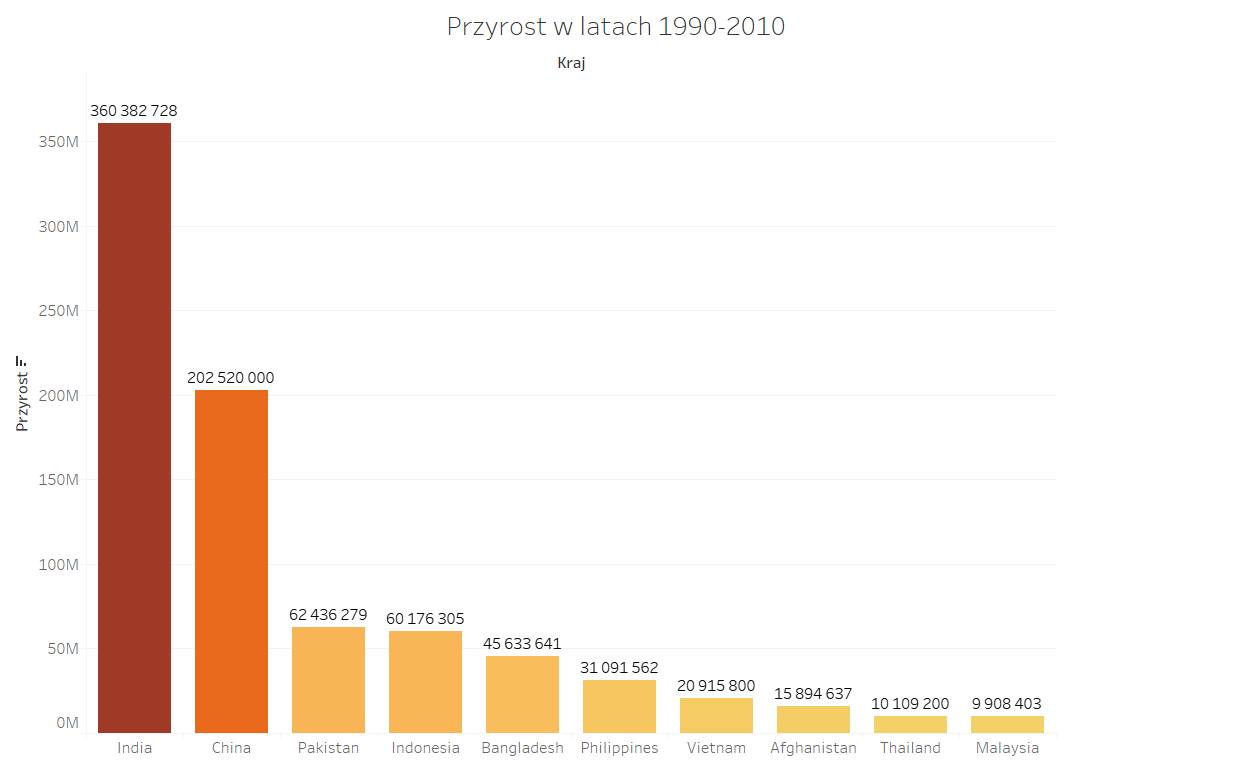 Przyrost w latach 1990-2010
Kraj
Przyrost
350M
300M
250M
200M
150M
100M
50M
0M
360 382 728
202 520 000
62 436 279
60 176 305
45 633 641
31 091 562
20 915 800
15 894 637
10 109 200
9 908 403
India
China
Pakistan
Indonesia
Bangladesh
Philippines
Vietnam
Afghanistan
Thailand
Malaysia